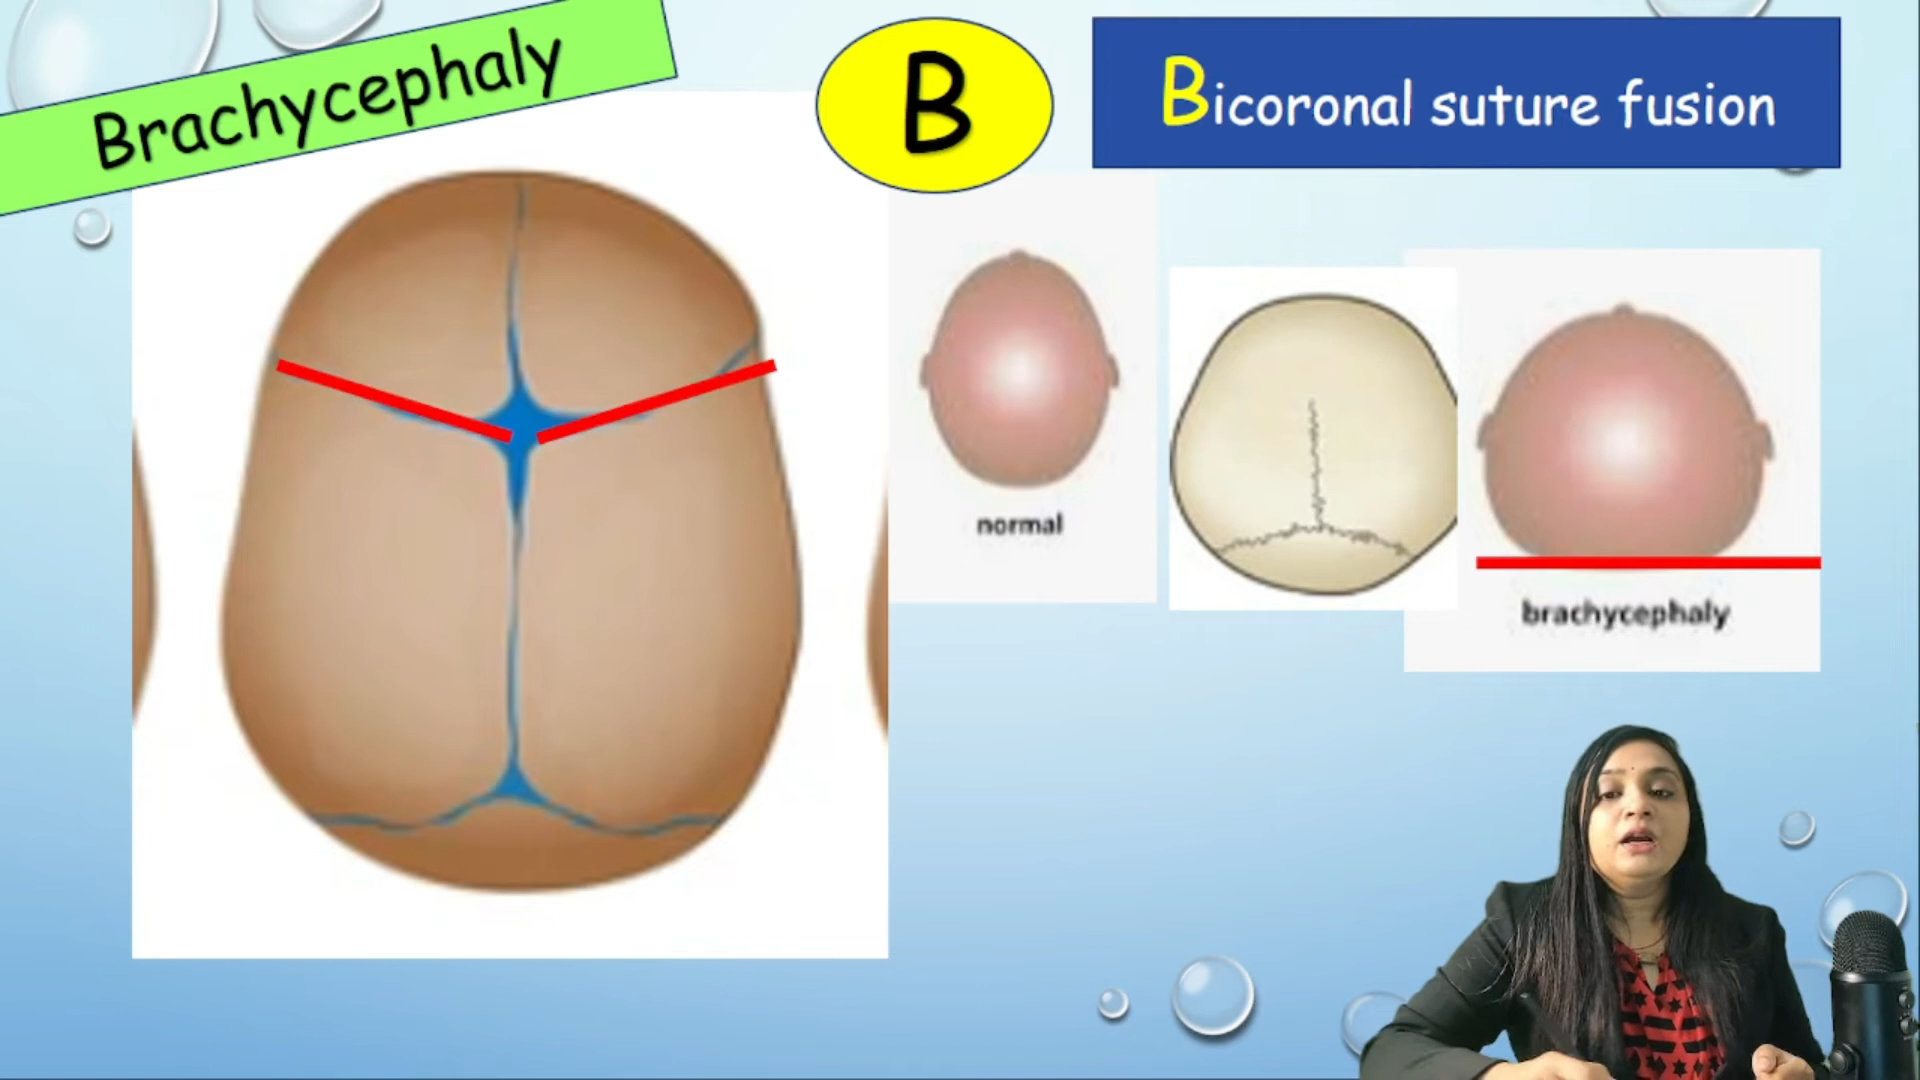 Brachycephaly
B
Bicoronal suture fusion
normal
brachycephaly